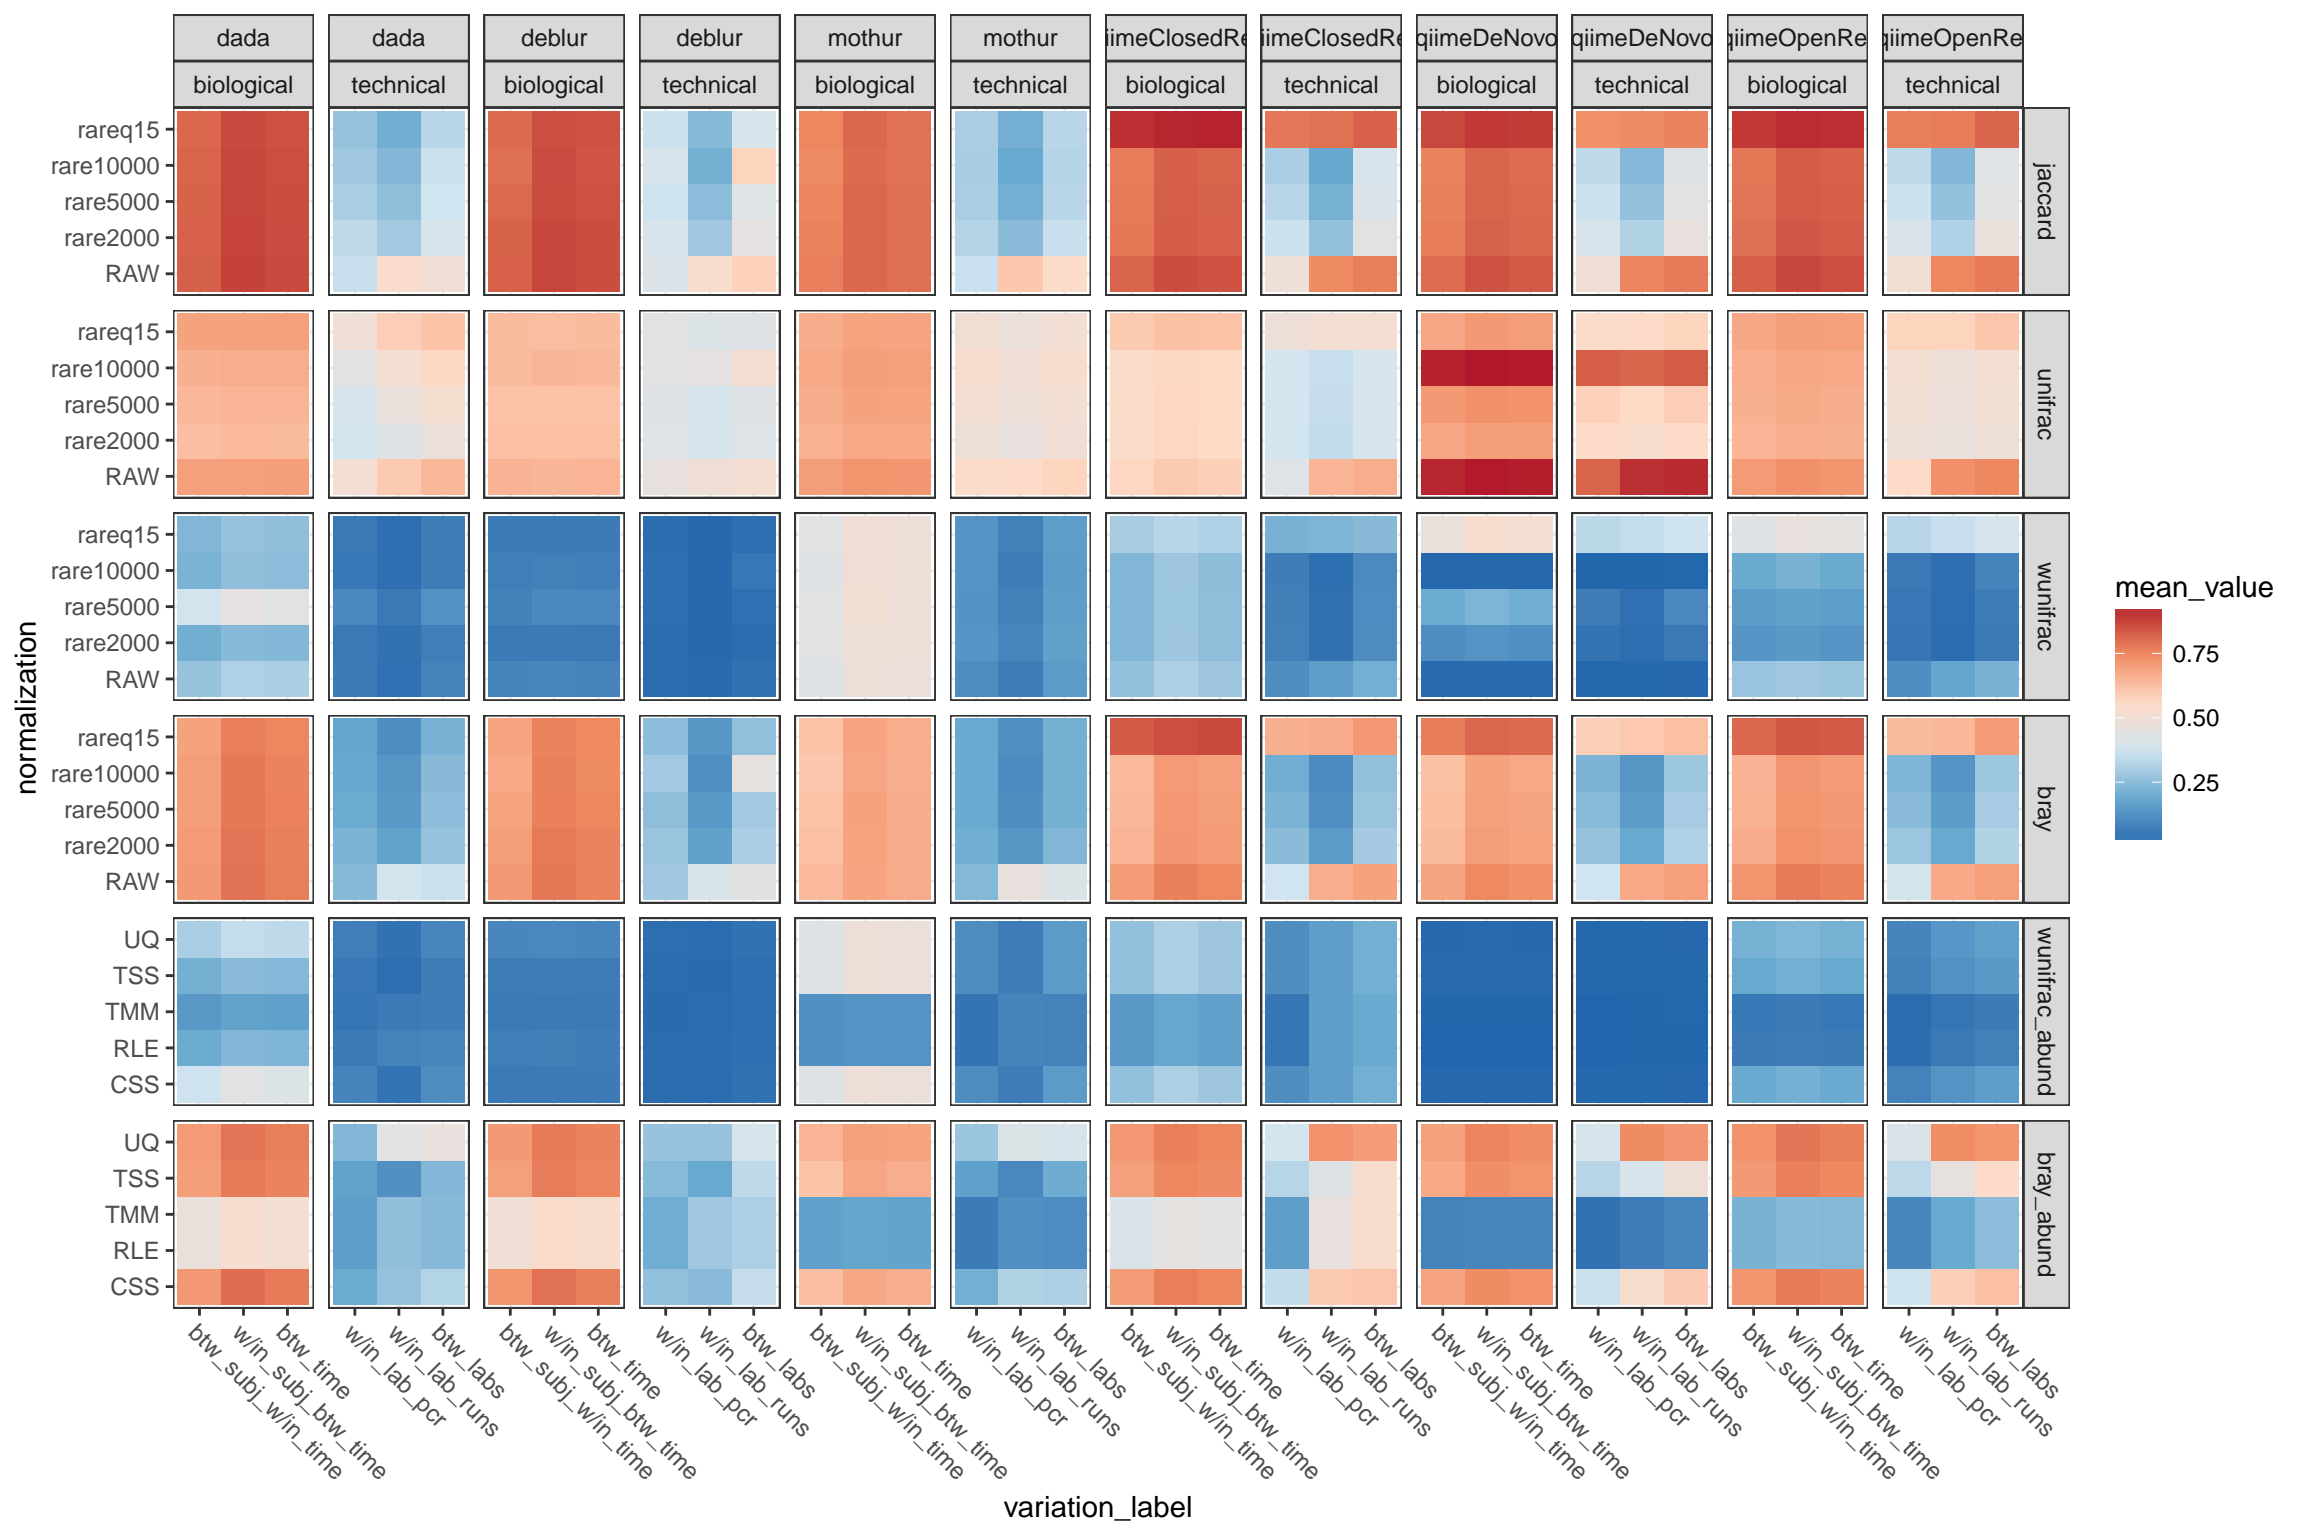 dada dada deblur deblur mothur mothur iimeClosedRe iimeClosedRe qiimeDeNovo qiimeDeNovo qiimeOpenRe qiimeOpenRe
biological technical biological technical biological technical biological technical biological technical biological technical
rareq15
rare10000
rare5000
rare2000
RAW
jaccard
rareq15
rare10000
rare5000
rare2000
RAW
unifrac
rareq15
rare10000
rare5000
rare2000
RAW
wunifrac
rareq15
rare10000
rare5000
rare2000
RAW
bray
UQ
TSS
TMM
RLE
CSS
wunifrac_abund
UQ
TSS
TMM
RLE
CSS
bray_abund
normalization
btw_subj_w/in_time w/in_subj_btw_time btw_time w/in_lab_pcr w/in_lab_runs btw_labs btw_subj_w/in_time w/in_subj_btw_time btw_time w/in_lab_pcr w/in_lab_runs btw_labs btw_subj_w/in_time w/in_subj_btw_time btw_time w/in_lab_pcr w/in_lab_runs btw_labs btw_subj_w/in_time w/in_subj_btw_time btw_time w/in_lab_pcr w/in_lab_runs btw_labs btw_subj_w/in_time w/in_subj_btw_time btw_time w/in_lab_pcr w/in_lab_runs btw_labs btw_subj_w/in_time w/in_subj_btw_time btw_time w/in_lab_pcr w/in_lab_runs btw_labs
variation_label
mean_value
0.75
0.50
0.25